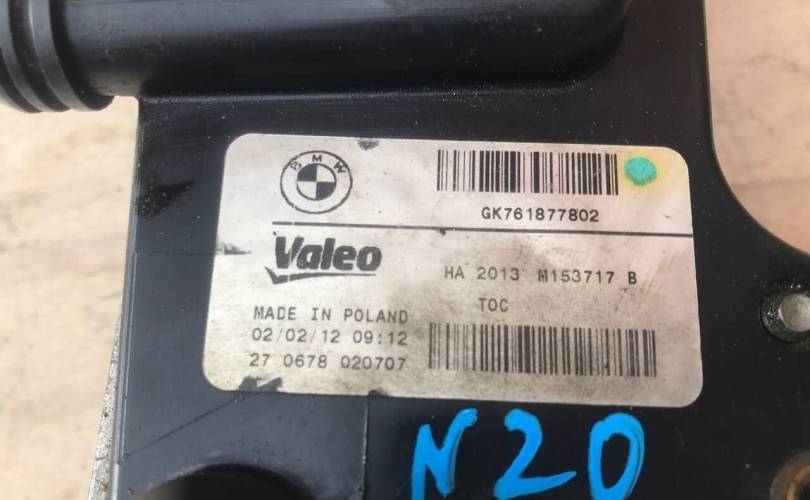 BMW
GK761877802
Valeo
HA 2013 M153717 B
TOC
MADE IN POLAND
02/02/12 09:12
27 0678 020707
N20